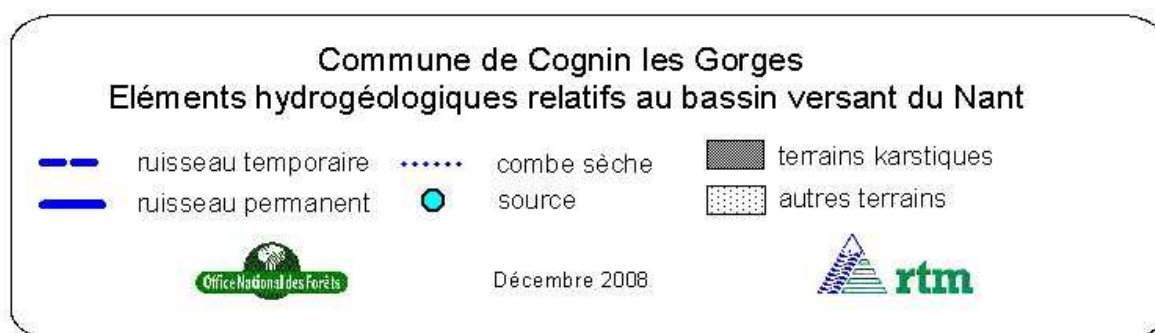 Commune de Cognin les Gorges
Eléments hydrogéologiques relatifs au bassin versant du Nant
ruisseau temporaire
combe sèche
terrains karstiques
ruisseau permanent
source
autres terrains
Office National des Forêts
Décembre 2008
rtm